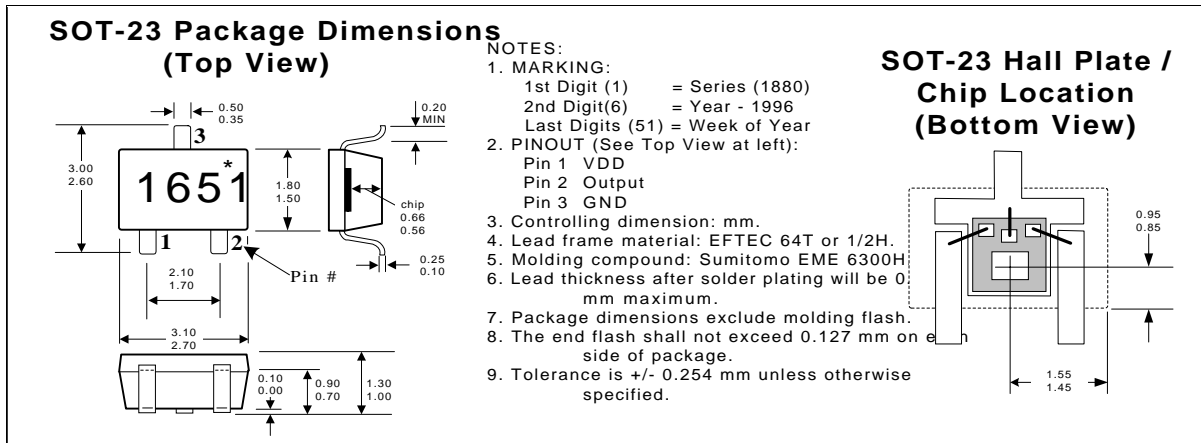 SOT-23 Package Dimensions
(Top View)
0.50
0.35
3
3.00
2.60
1651*
1.80
1.50
1
2
Pin #
2.10
1.70
3.10
2.70
0.20
MIN
chip
0.66
0.56
0.25
0.10
0.10
0.00
0.90
0.70
1.30
1.00
NOTES:
1. MARKING:
1st Digit (1) = Series (1880)
2nd Digit(6) = Year - 1996
Last Digits (51) = Week of Year
2. PINOUT (See Top View at left):
Pin 1 VDD
Pin 2 Output
Pin 3 GND
3. Controlling dimension: mm.
4. Lead frame material: EFTEC 64T or 1/2H.
5. Molding compound: Sumitomo EME 6300H
6. Lead thickness after solder plating will be 0.
mm maximum.
7. Package dimensions exclude molding flash.
8. The end flash shall not exceed 0.127 mm on
side of package.
9. Tolerance is +/- 0.254 mm unless otherwise
specified.
SOT-23 Hall Plate /
Chip Location
(Bottom View)
0.95
0.85
1.55
1.45